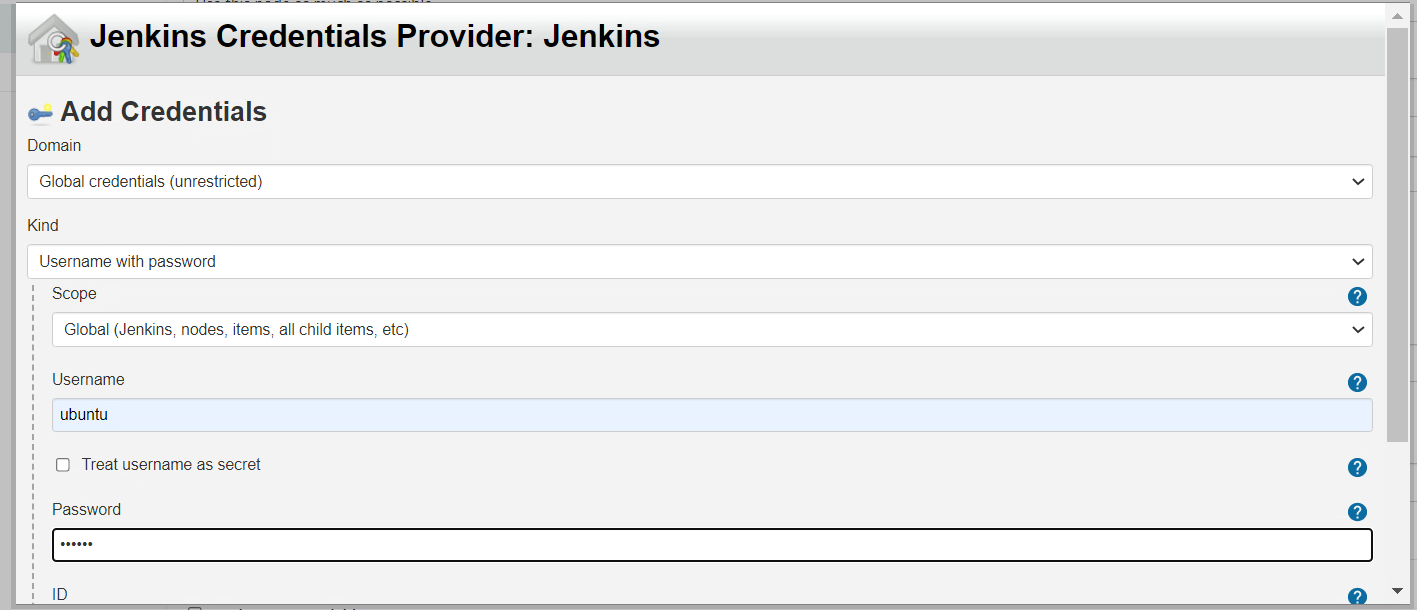 Jenkins Credentials Provider: Jenkins
Add Credentials
Domain
Global credentials (unrestricted)
Kind
Username with password
Scope
?
Global (Jenkins, nodes, items, all child items, etc)
Username
?
ubuntu
Treat username as secret
?
Password
?
••••••
ID
?